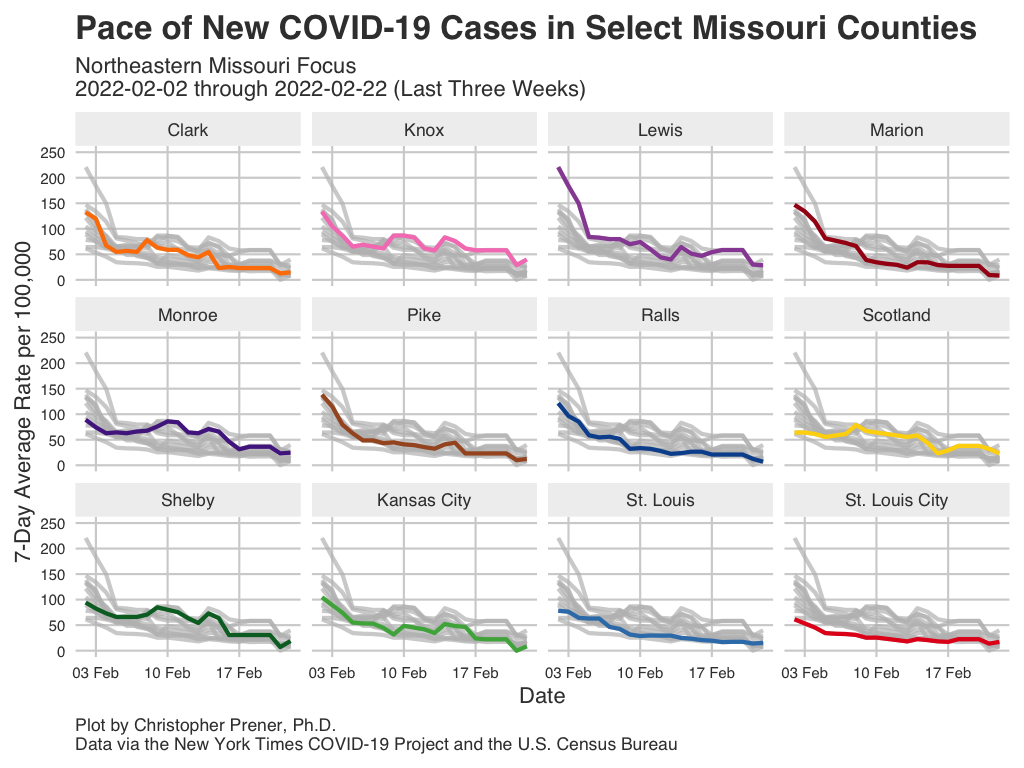 Pace of New COVID-19 Cases in Select Missouri Counties
Northeastern Missouri Focus
2022-02-02 through 2022-02-22 (Last Three Weeks)
7-Day Average Rate per 100,000
Clark
Knox
Lewis
Marion
250
200
150
100
50
0
Monroe
Pike
Ralls
Scotland
250
200
150
100
50
0
Shelby
Kansas City
St. Louis
St. Louis City
250
200
150
100
50
0
03 Feb
10 Feb
17 Feb
03 Feb
10 Feb
17 Feb
03 Feb
10 Feb
17 Feb
03 Feb
10 Feb
17 Feb
Date
Plot by Christopher Prener, Ph.D.
Data via the New York Times COVID-19 Project and the U.S. Census Bureau